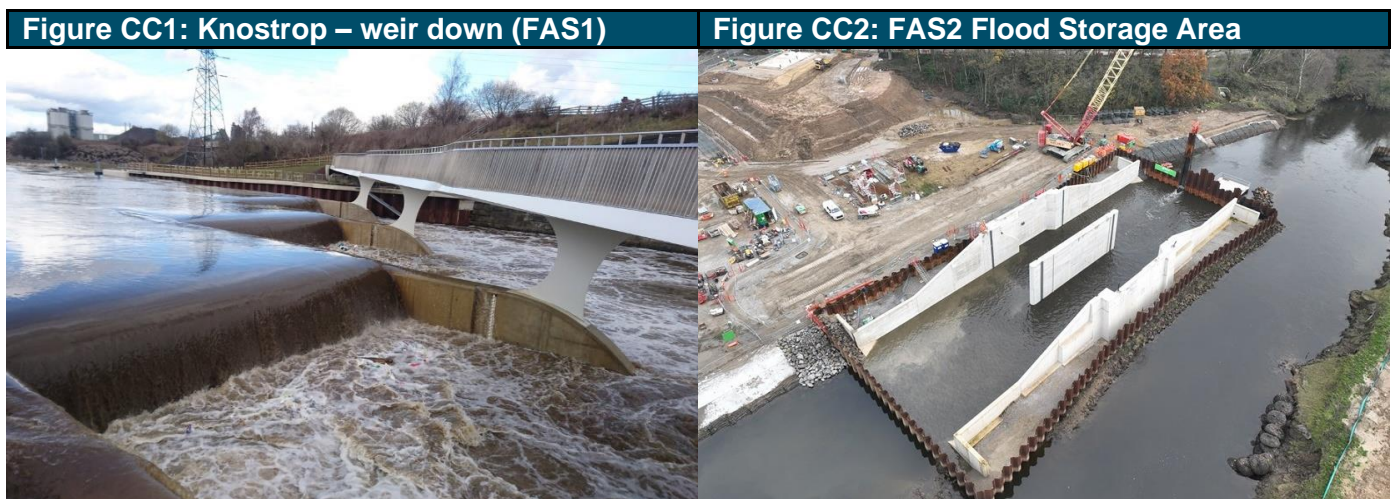 Figure CC1: Knostrop – weir down (FAS1)
Figure CC2: FAS2 Flood Storage Area